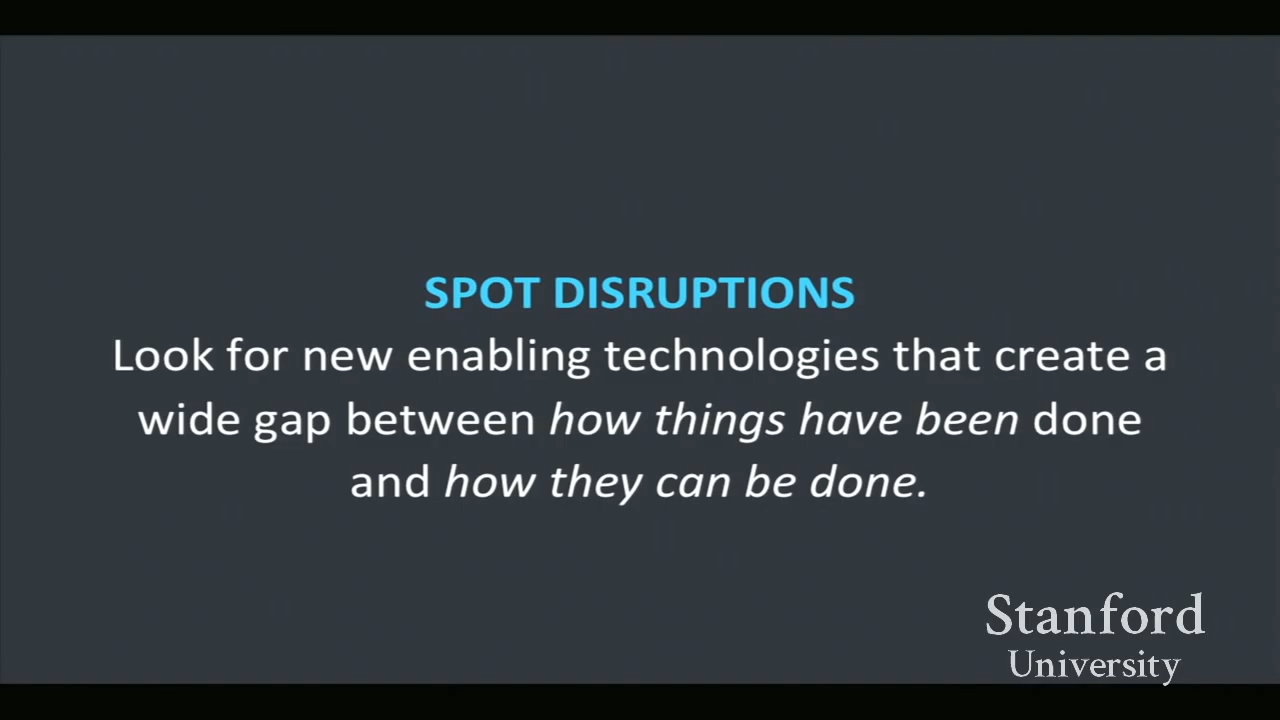 SPOT DISRUPTIONS
Look for new enabling technologies that create a
wide gap between how things have been done
and how they can be done.
Stanford
University